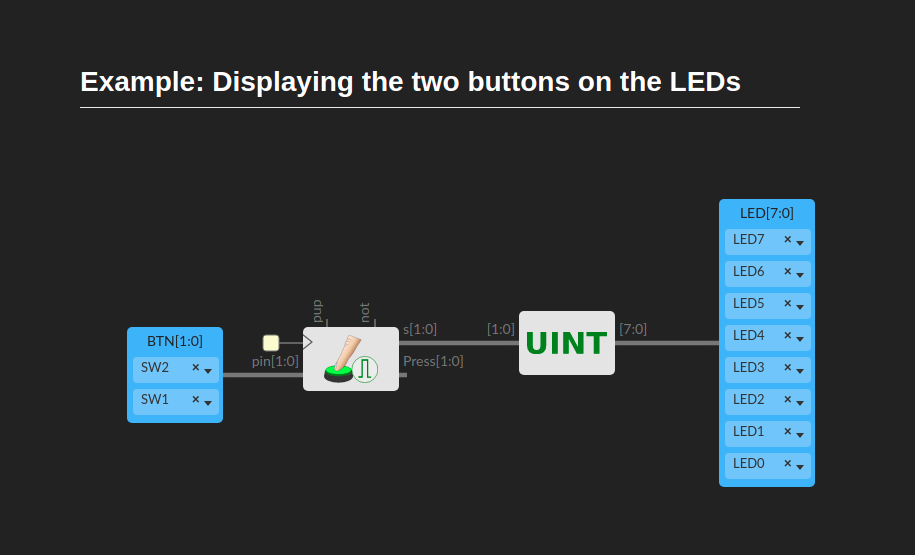 Example: Displaying the two buttons on the LEDs
LED[7:0]
LED7 ×
LED6 ×
LED5 ×
LED4 ×
LED3 ×
LED2 ×
LED1 ×
LED0 ×
pup
not
s[1:0]
[1:0]
UINT
[7:0]
BTN[1:0]
pin[1:0]
Press[1:0]
SW2 ×
SW1 ×